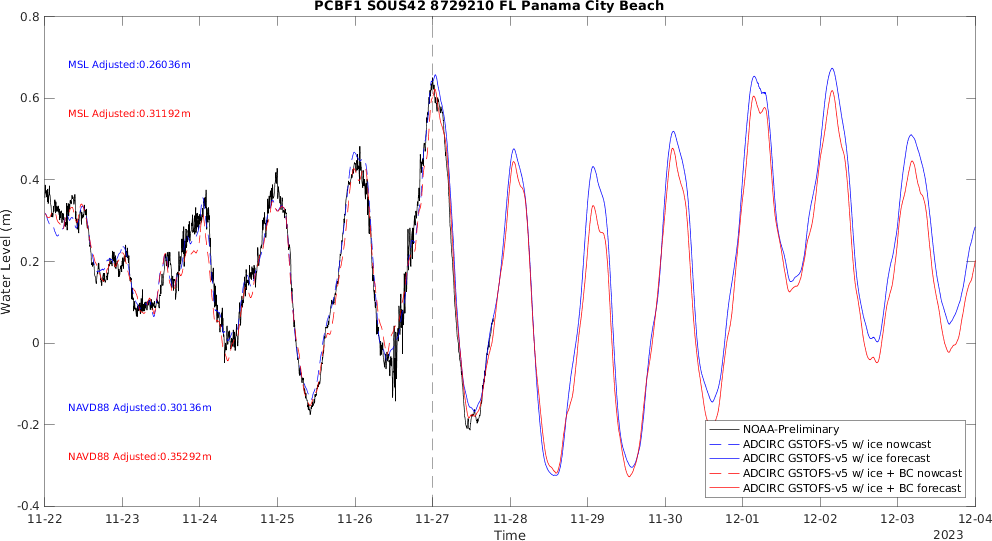 PCBF1 SOUS42 8729210 FL Panama City Beach
0.8
0.6
0.4
0.2
0
-0.2
-0.4
Water Level (m)
MSL Adjusted:0.26036m
MSL Adjusted:0.31192m
NAVD88 Adjusted:0.30136m
NAVD88 Adjusted:0.35292m
NOAA-Preliminary
ADCIRC GSTOFS-v5 w/ ice nowcast
ADCIRC GSTOFS-v5 w/ ice forecast
ADCIRC GSTOFS-v5 w/ ice + BC nowcast
ADCIRC GSTOFS-v5 w/ ice + BC forecast
11-22 11-23 11-24 11-25 11-26 11-27 11-28 11-29 11-30 12-01 12-02 12-03 12-04
Time
2023